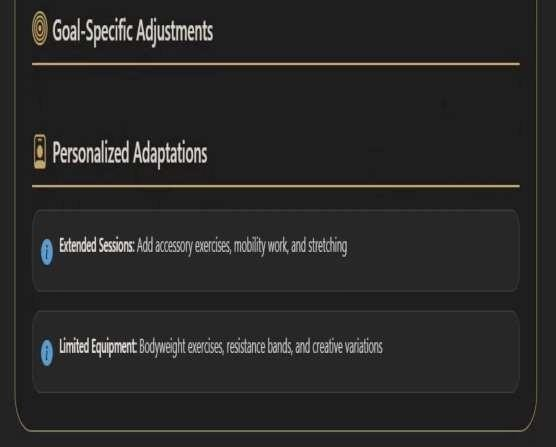 Goal-Specific Adjustments
Personalized Adaptations
Extended Sessions: Add accessory exercises, mobility work, and stretching
Limited Equipment: Bodyweight exercises, resistance bands, and creative variations